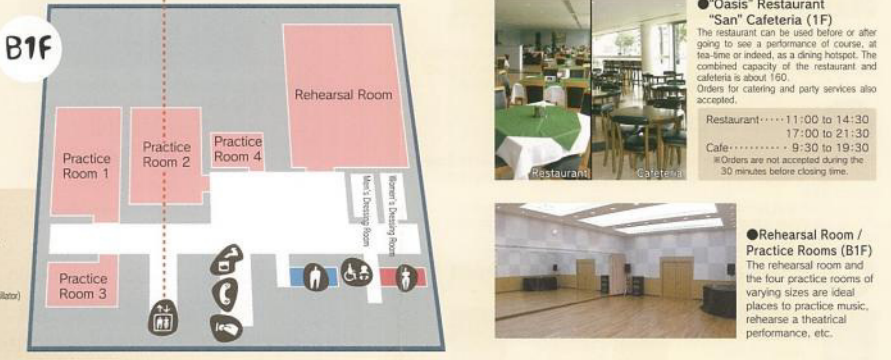 B1F
Rehearsal Room
Practice
Room 1
Practice
Room 2
Practice
Room 4
Men's Dressing Room
Women's Dressing Room
Practice
Room 3
●"Oasis" Restaurant
"San" Cafeteria (1F)
The restaurant can be used before or after
going to see a performance of course, at
tea-time or indeed, as a dining hotspot. The
combined capacity of the restaurant and
cafeteria is about 160.
Orders for catering and party services also
accepted.
Restaurant·····11:00 to 14:30
17:00 to 21:30
Cafe·········· 9:30 to 19:30
※Orders are not accepted during the
30 minutes before closing time.
Restaurant
Cafeteria
●Rehearsal Room /
Practice Rooms (B1F)
The rehearsal room and
the four practice rooms of
varying sizes are ideal
places to practice music,
rehearse a theatrical
performance, etc.